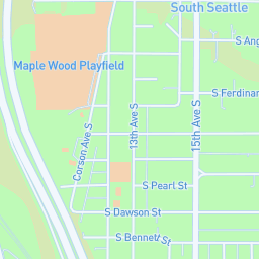 South Seattle
S Ang
Maple Wood Playfield
S Ferdinan
13th Ave S
15th Ave S
Corson Ave S
S Pearl St
S Dawson St
S Bennett St